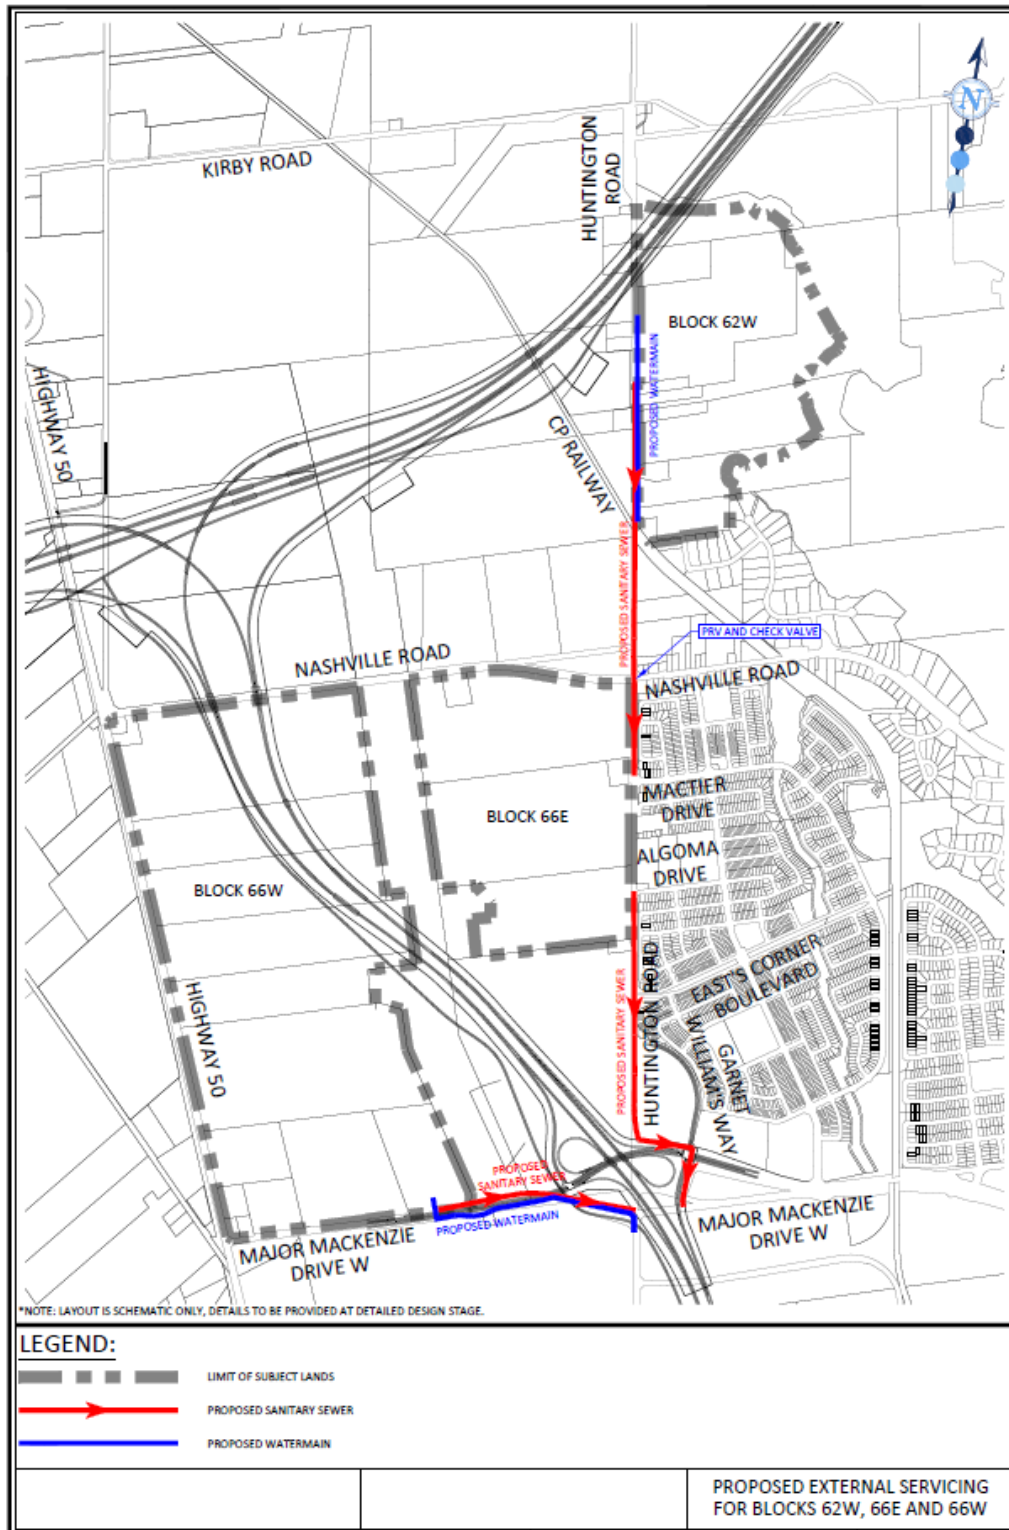 N
KIRBY ROAD
HUNTINGTON
ROAD
BLOCK 62W
PROPOSED WATERMAIN
HIGHWAY 50
CP RAILWAY
PROPOSED SANITARY SEWER
PRV AND CHECK VALVE
NASHVILLE ROAD
NASHVILLE ROAD
MACTIER
DRIVE
BLOCK 66E
ALGOMA
DRIVE
BLOCK 66W
EAST'S CORNER
BOULEVARD
HIGHWAY 50
PROPOSED SANITARY SEWER
HUNTINGTON ROAD
GARNET
WILLIAM'S WAY
PROPOSED
SANITARY SEWER
PROPOSED WATERMAIN
MAJOR MACKENZIE
DRIVE W
MAJOR MACKENZIE
DRIVE W
*NOTE: LAYOUT IS SCHEMATIC ONLY, DETAILS TO BE PROVIDED AT DETAILED DESIGN STAGE.
LEGEND:
LIMIT OF SUBJECT LANDS
PROPOSED SANITARY SEWER
PROPOSED WATERMAIN
PROPOSED EXTERNAL SERVICING
FOR BLOCKS 62W, 66E AND 66W